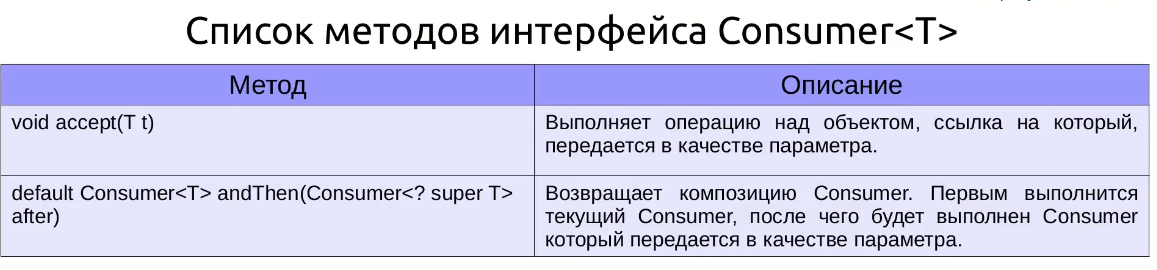 Список методов интерфейса Consumer<T>
Метод
Описание
void accept(T t)
Выполняет операцию над объектом, ссылка на который,
передается в качестве параметра.
default Consumer<T> andThen(Consumer<? super T>
after)
Возвращает композицию Consumer. Первым выполнится
текущий Consumer, после чего будет выполнен Consumer
который передается в качестве параметра.